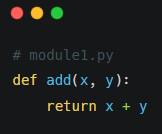 # module1.py
def add(x, y):
    return x + y